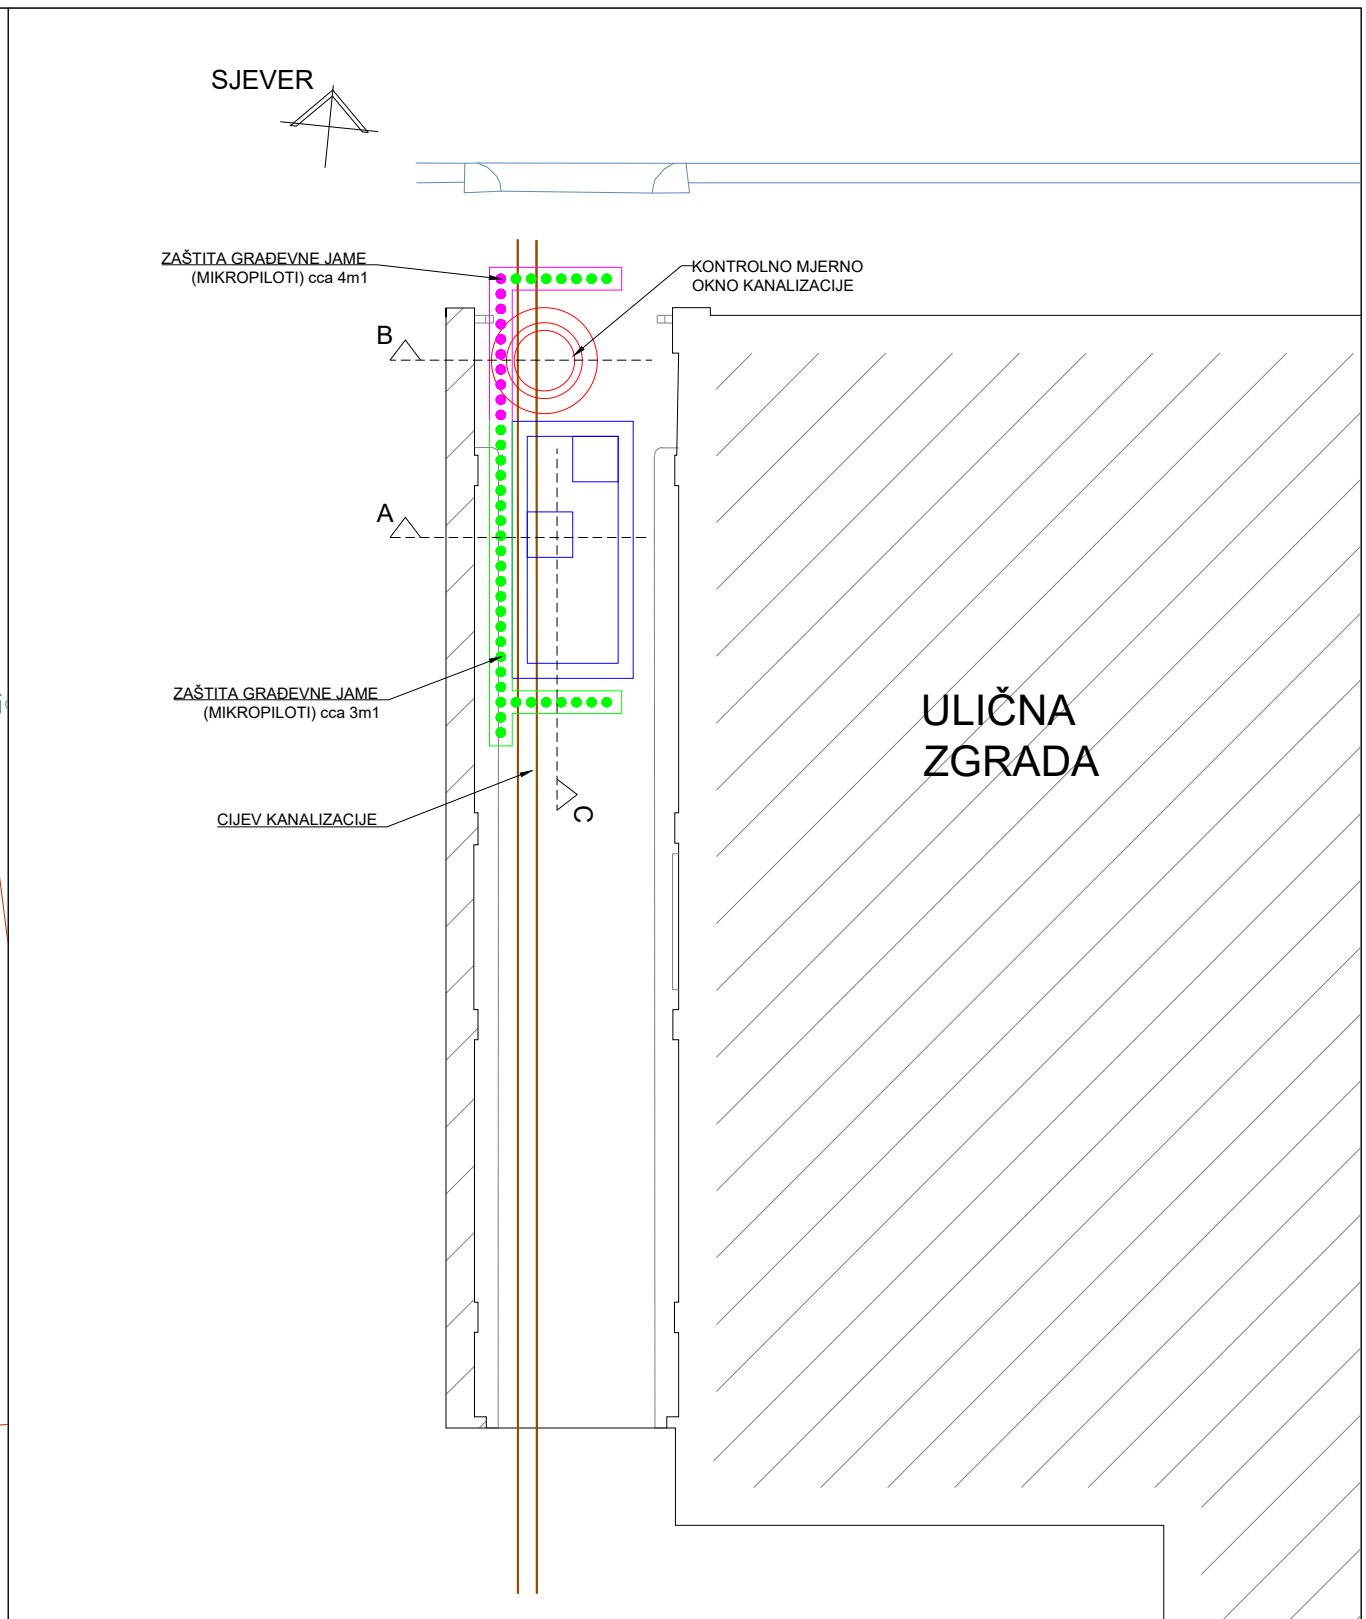 SJEVER
ZAŠTITA GRAĐEVNE JAME
(MIKROPILOTI) cca 4m1
KONTROLNO MJERNO
OKNO KANALIZACIJE
B
A
ZAŠTITA GRAĐEVNE JAME
(MIKROPILOTI) cca 3m1
ULIČNA
ZGRADA
CIJEV KANALIZACIJE
C